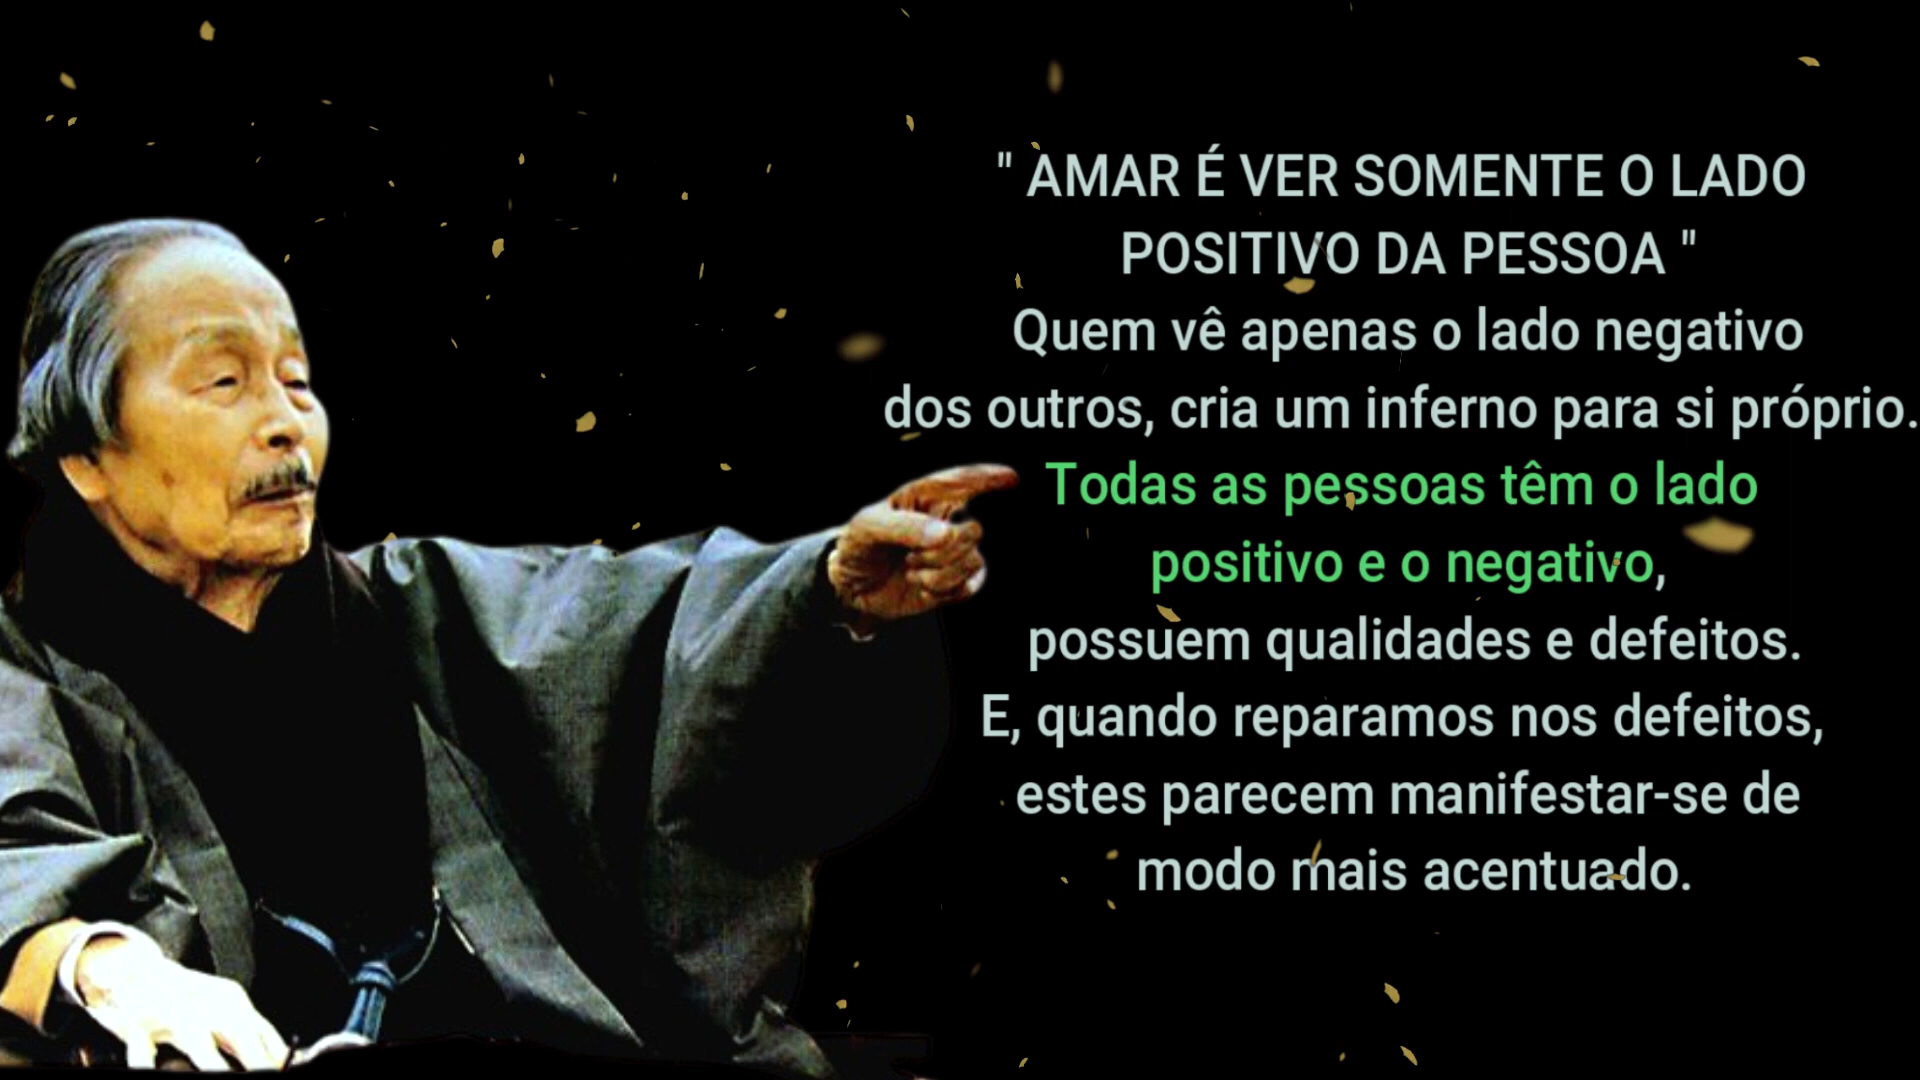 " AMAR É VER SOMENTE O LADO
POSITIVO DA PESSOA "
Quem vê apenas o lado negativo
dos outros, cria um inferno para si próprio.
Todas as pessoas têm o lado
positivo e o negativo,
possuem qualidades e defeitos.
E, quando reparamos nos defeitos,
estes parecem manifestar-se de
modo mais acentuado.